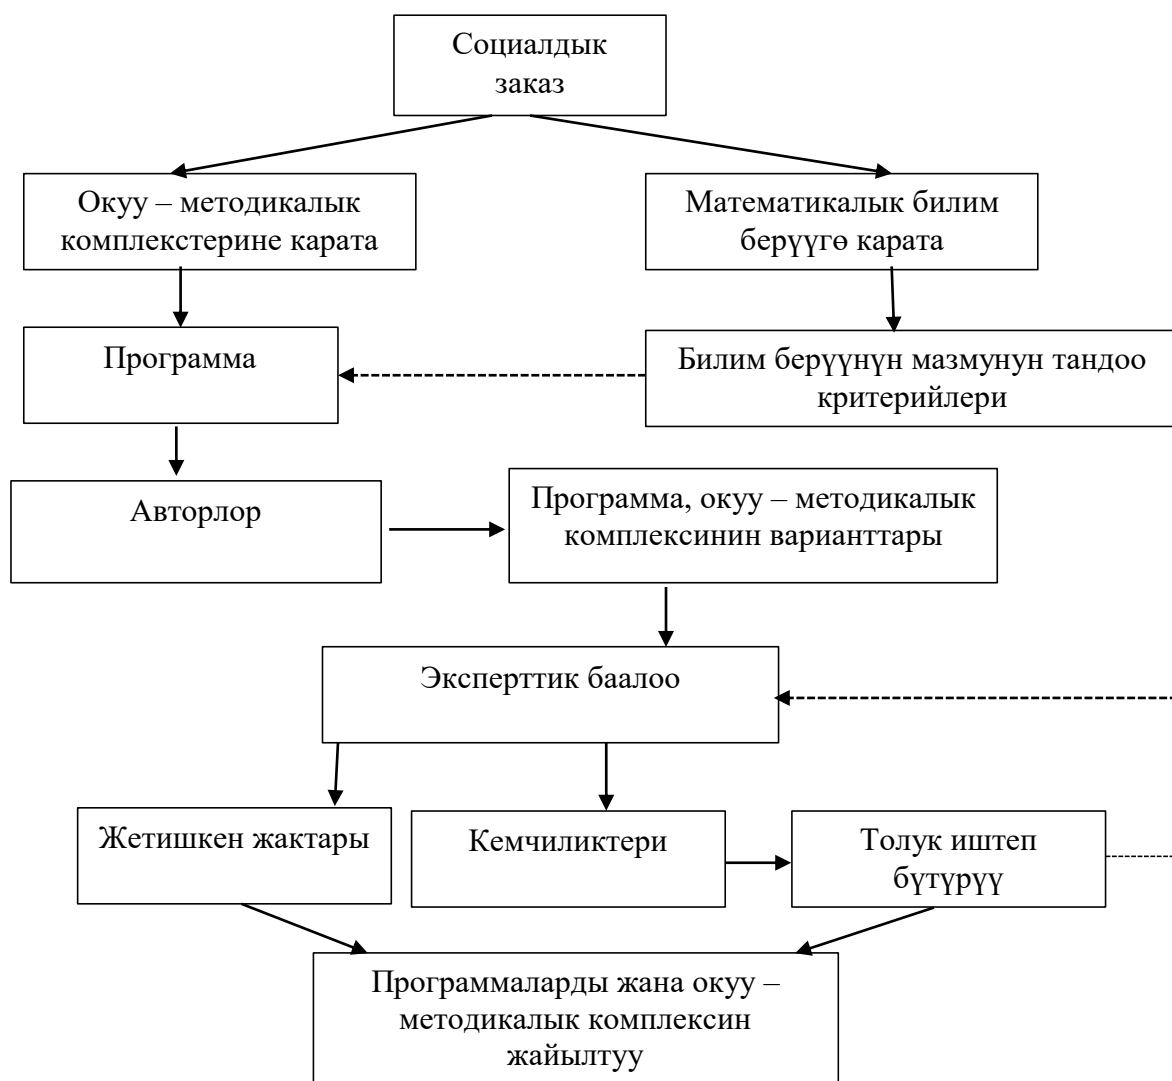 Социалдык
заказ
Окуу – методикалык
комплекстерине карата
Математикалык билим
берүүгө карата
Программа
Билим берүүнүн мазмунун тандоо
критерийлери
Авторлор
Программа, окуу – методикалык
комплексинин варианттары
Эксперттик баалоо
Жетишкен жактары
Кемчиликтери
Толук иштеп
бүтүрүү
Программаларды жана окуу –
методикалык комплексин
жайылтуу